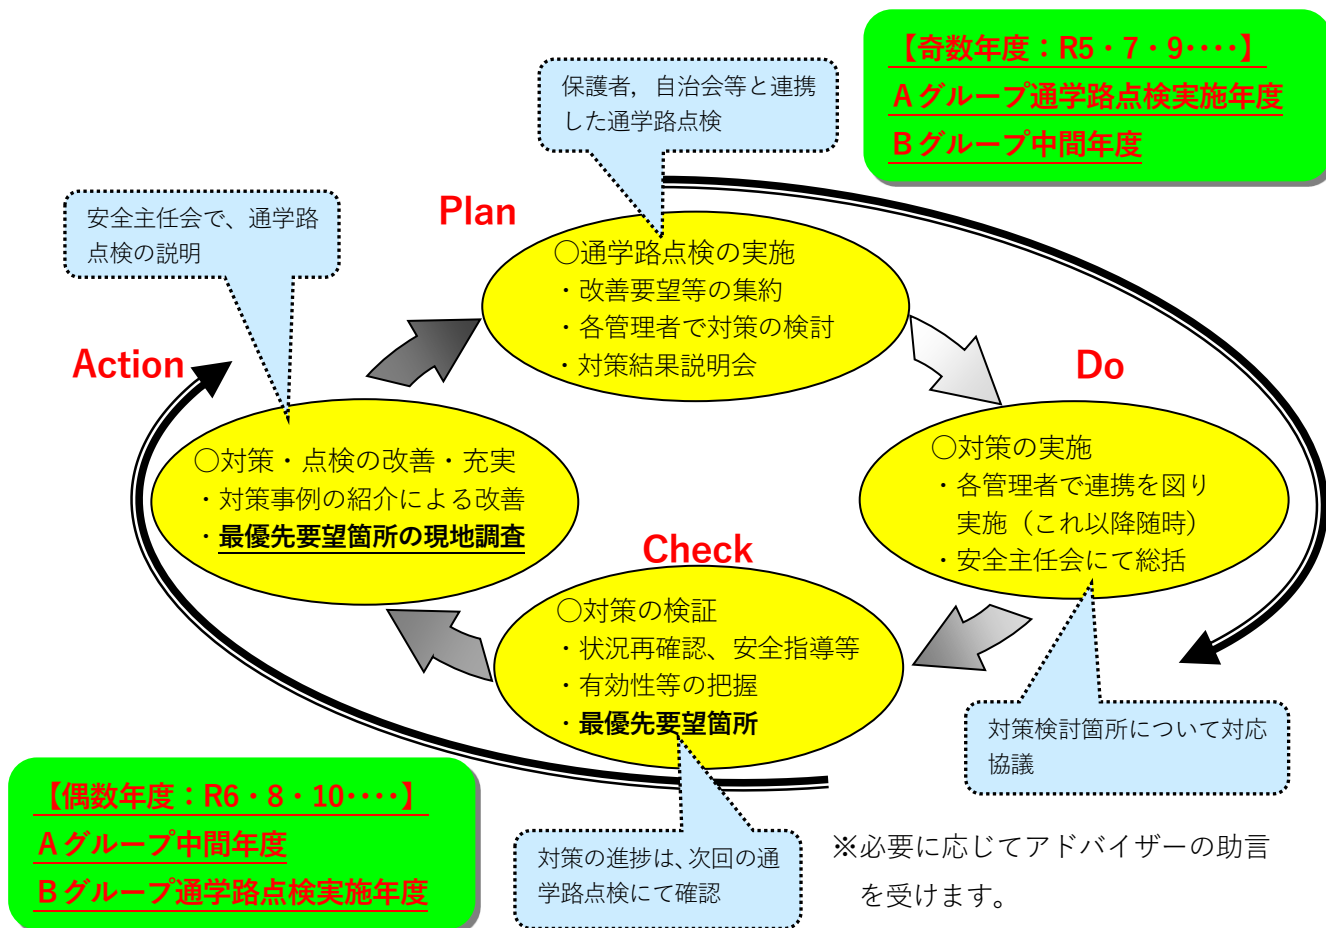 【奇数年度：R5・7・9‥‥】
Ａグループ通学路点検実施年度
Ｂグループ中間年度
保護者，自治会等と連携
した通学路点検
安全主任会で、通学路
点検の説明
Plan
○通学路点検の実施
・改善要望等の集約
・各管理者で対策の検討
・対策結果説明会
Action
Do
○対策・点検の改善・充実
・対策事例の紹介による改善
・最優先要望箇所の現地調査
○対策の実施
・各管理者で連携を図り
実施（これ以降随時）
・安全主任会にて総括
Check
○対策の検証
・状況再確認、安全指導等
・有効性等の把握
・最優先要望箇所
対策検討箇所について対応
協議
【偶数年度：R6・8・10‥‥】
Ａグループ中間年度
Ｂグループ通学路点検実施年度
対策の進捗は、次回の通
学路点検にて確認
※必要に応じてアドバイザーの助言
を受けます。